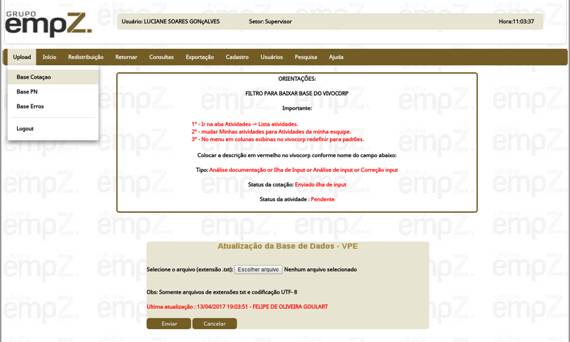 GRUPO
empz.
Usuário: LUCIANE SOARES GONçALVES Setor: Supervisor Hora:11:03:37
Upload Início Redistribuição Retornar Consultas Exportação Cadastro Usuários Pesquisa Ajuda
Base Cotaçao
Base PN
Base Erros
Logout
ORIENTAÇÕES:
FILTRO PARA BAIXAR BASE DO VIVOCORP
Importante:
1º - Ir na aba Atividades -> Lista atividades.
2º - mudar Minhas atividades para Atividades da minha esquipe.
3º - No menu em colunas exibinas no vivocorp redefinir para padrões.
Colocar a descrição em vermelho no vivocorp conforme nome do campo abaixo:
Tipo: Análise documentação or Ilha de Input or Análise de input or Correção input
Status da cotação: Enviado ilha de input
Status da atividade : Pendente
Atualização da Base de Dados - VPE
Selecione o arquivo (extensão .txt): Escolher arquivo Nenhum arquivo selecionado
Obs: Somente arquivos de extensões txt e codificação UTF- 8
Ultima atualização : 13/04/2017 19:03:51 - FELIPE DE OLIVEIRA GOULART
Enviar Cancelar